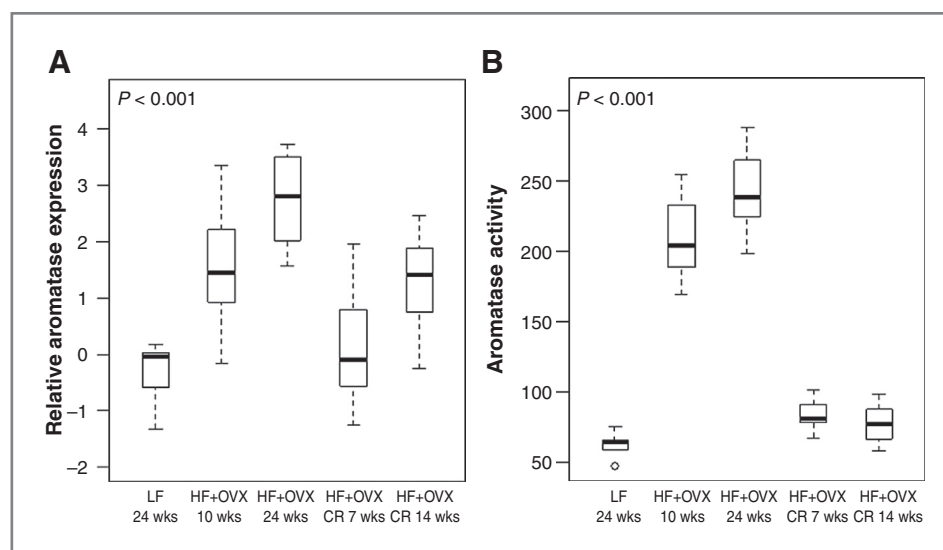 A
P < 0.001
Relative aromatase expression
4
3
2
1
0
–1
–2
LF HF+OVX HF+OVX HF+OVX HF+OVX
24 wks 10 wks 24 wks CR 7 wks CR 14 wks
B
P < 0.001
Aromatase activity
300
250
200
150
100
50
LF HF+OVX HF+OVX HF+OVX HF+OVX
24 wks 10 wks 24 wks CR 7 wks CR 14 wks